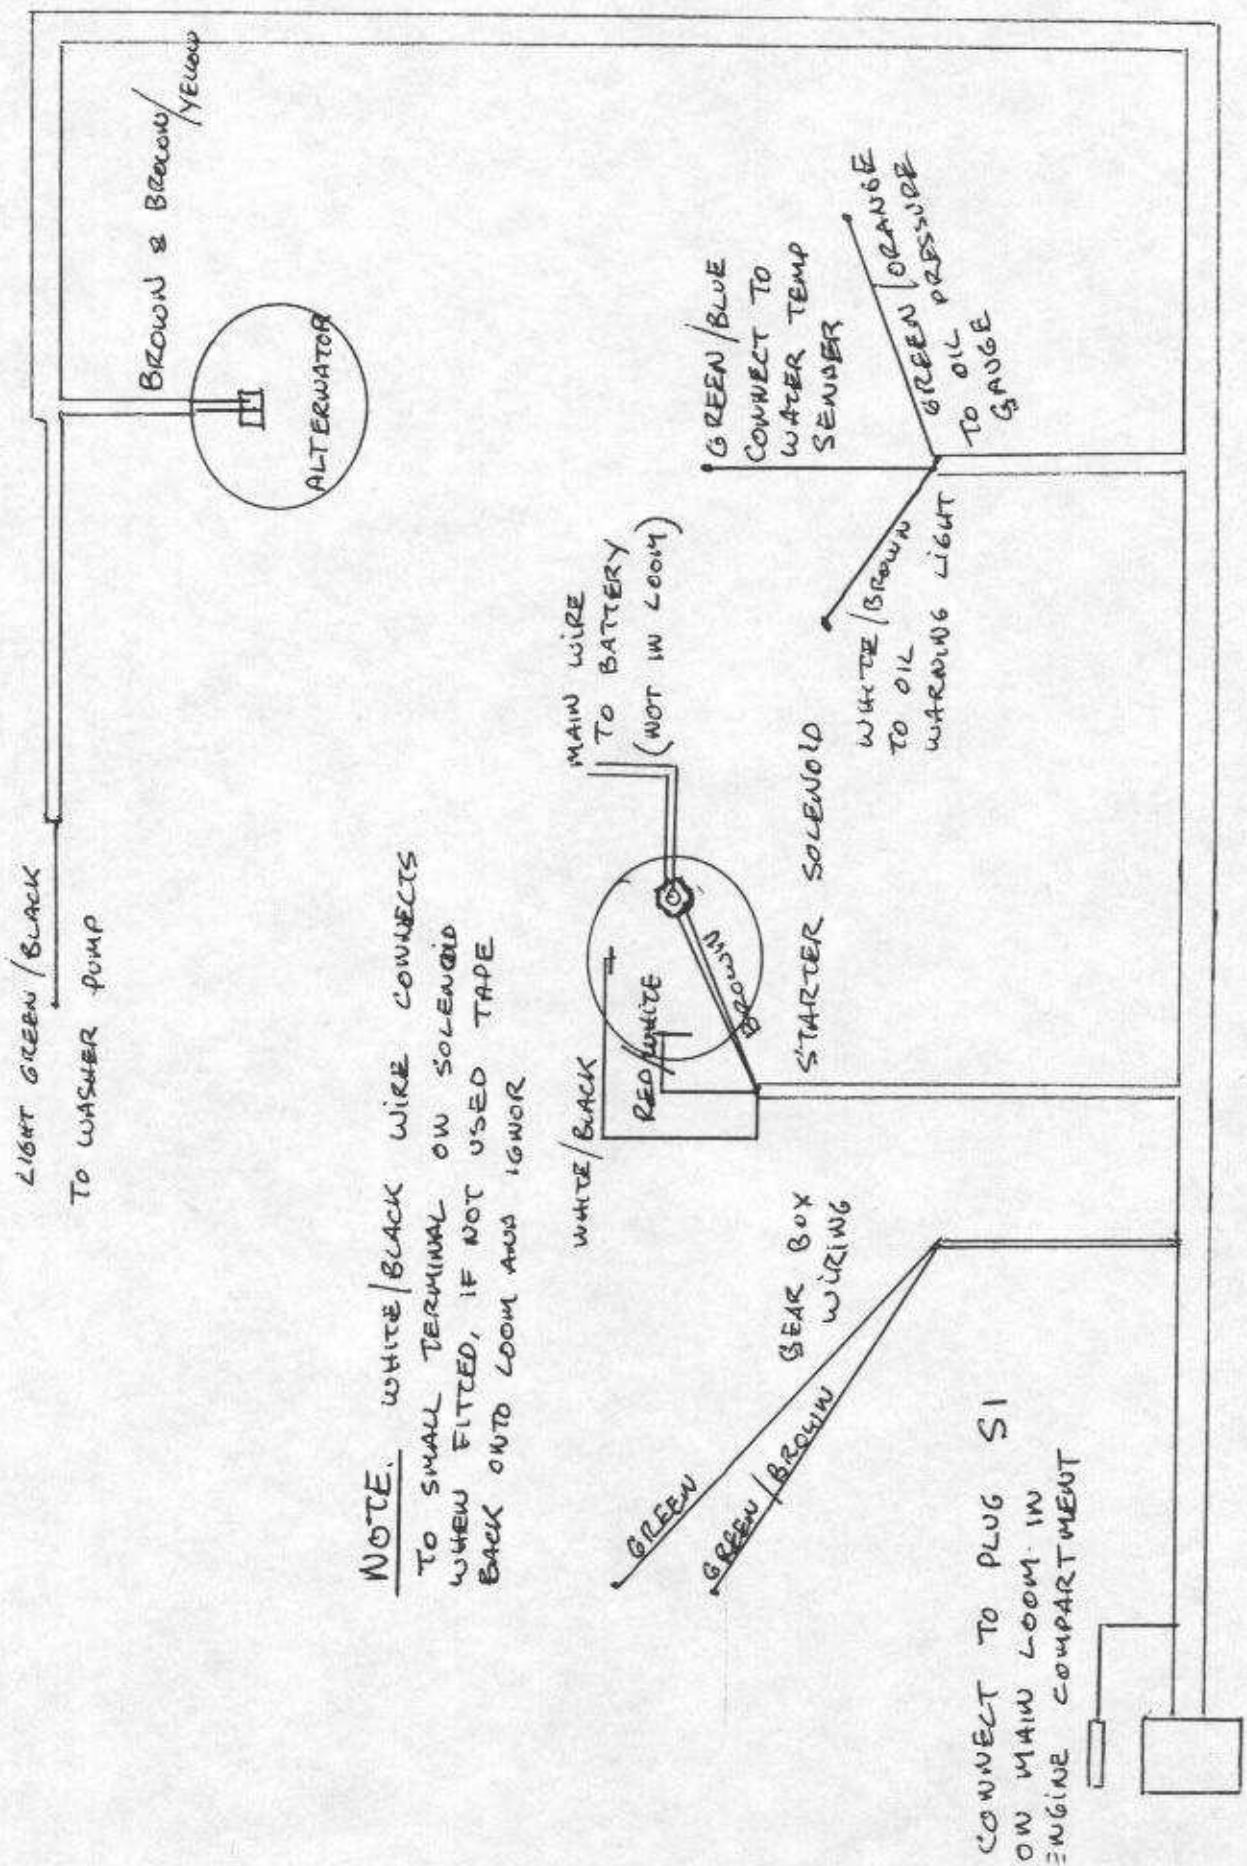 LIGHT GREEN/BLACK
TO WASHER PUMP
BROWN & BROWN/YELLOW
ALTERNATOR
NOTE. WHITE/BLACK WIRE CONNECTS
TO SMALL TERMINAL ON SOLENOID
WHEN FITTED, IF NOT USED TAPE
BACK ONTO LOOM AND IGNOR
MAIN WIRE
TO BATTERY
(NOT IN LOOM)
WHITE/BLACK
RED/WHITE
BROWN
STARTER SOLENOID
GREEN/BLUE
CONNECT TO
WATER TEMP
SENDER
GREEN/ORANGE
TO OIL PRESSURE
GAUGE
WHITE/BROWN
TO OIL
WARNING LIGHT
GREEN
GREEN/BROWN
GEAR BOX
WIRING
CONNECT TO PLUG S1
ON MAIN LOOM IN
ENGINE COMPARTMENT